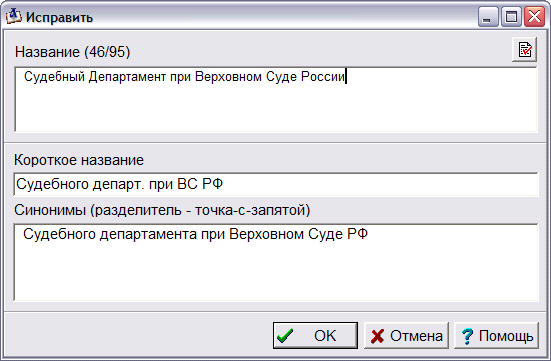 Исправить
Название (46/95)
Судебный Департамент при Верховном Суде России
Короткое название
Судебного департ. при ВС РФ
Синонимы (разделитель - точка-с-запятой)
Судебного департамента при Верховном Суде РФ
OK Отмена ? Помощь